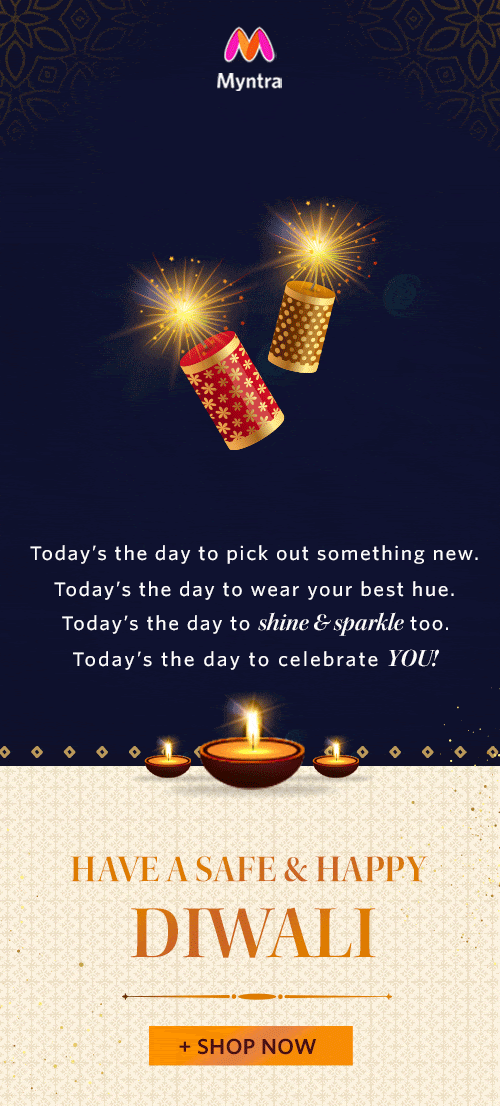 Myntra
Today's the day to pick out something new.
Today's the day to wear your best hue.
Today's the day to shine & sparkle too.
Today's the day to celebrate YOU!
HAVE A SAFE & HAPPY
DIWALI
+ SHOP NOW